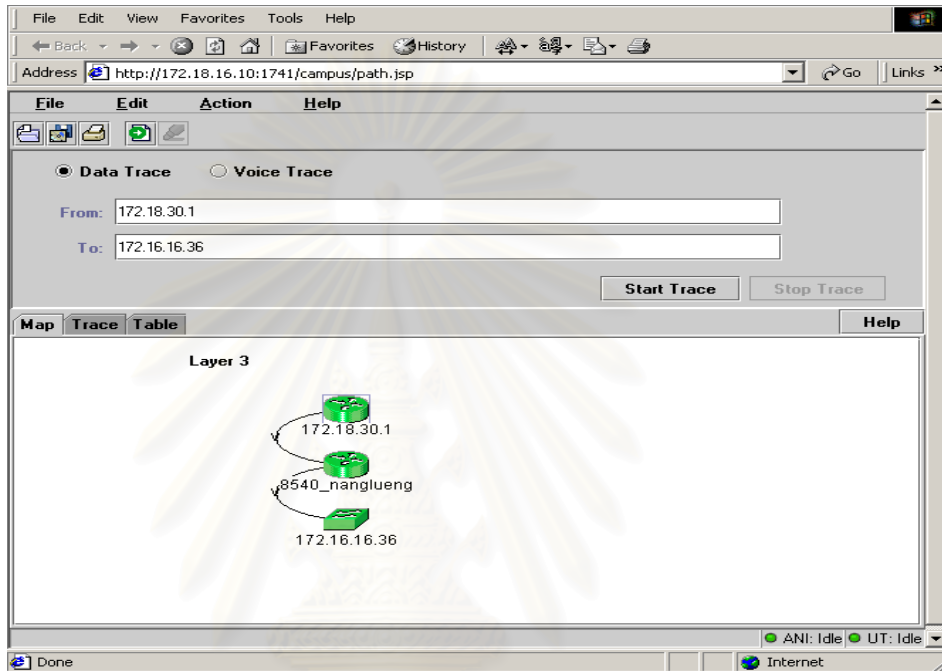 File Edit View Favorites Tools Help
Back Favorites History
Address http://172.18.16.10:1741/campus/path.jsp Go Links »
File Edit Action Help
Data Trace Voice Trace
From: 172.18.30.1
To: 172.16.16.36
Start Trace Stop Trace
Map Trace Table Help
Layer 3
172.18.30.1
8540_nanglueng
172.16.16.36
ANI: Idle UT: Idle
Done Internet